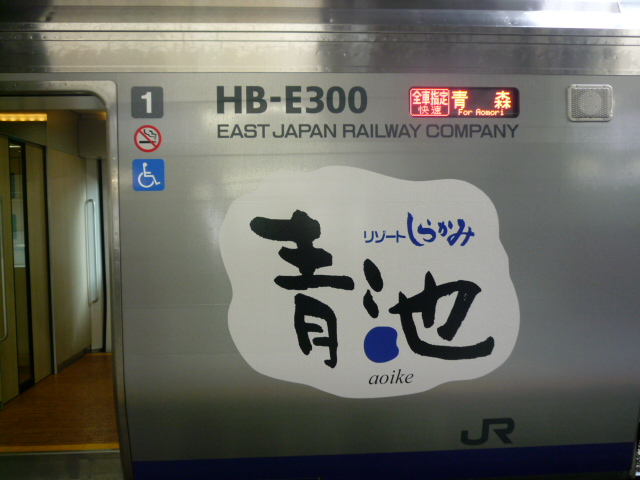 1
HB-E300
EAST JAPAN RAILWAY COMPANY
全車指定
快速
青森
For Aomori
リゾートしらかみ
青池
aoike
JR